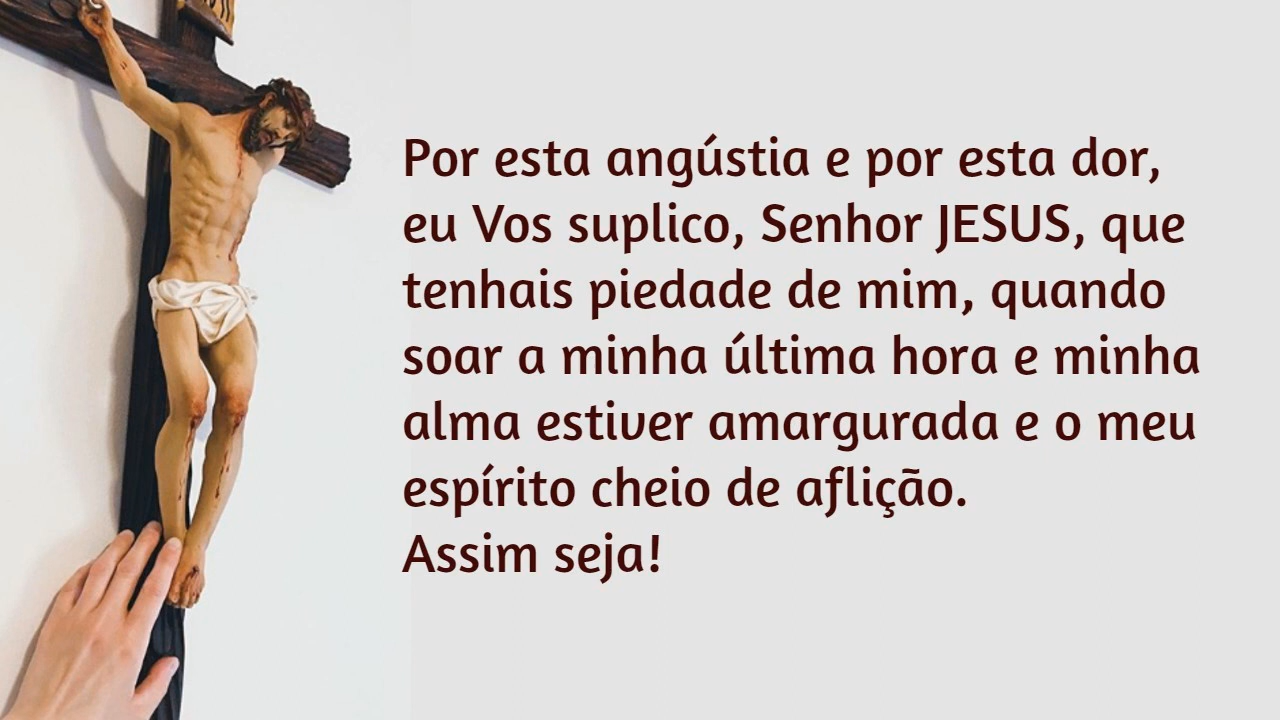 Por esta angústia e por esta dor,
eu Vos suplico, Senhor JESUS, que
tenhais piedade de mim, quando
soar a minha última hora e minha
alma estiver amargurada e o meu
espírito cheio de aflição.
Assim seja!